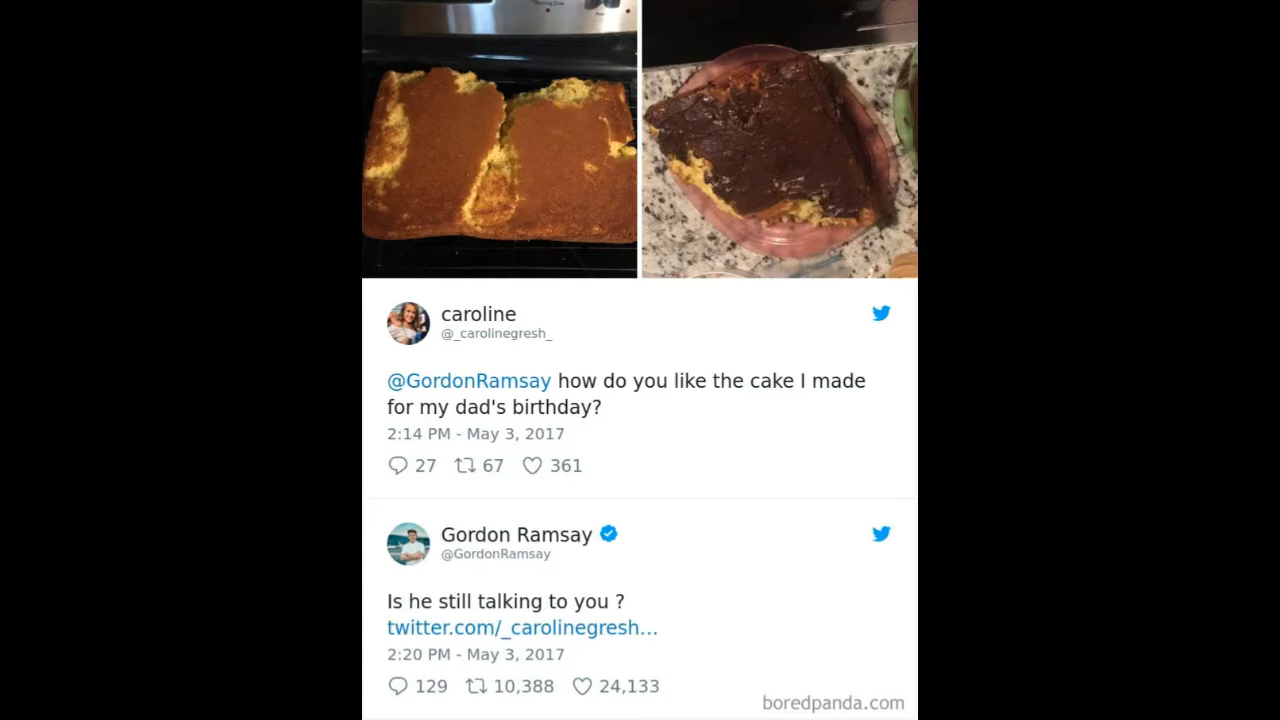 caroline
@_carolinegresh_
@GordonRamsay how do you like the cake I made
for my dad's birthday?
2:14 PM - May 3, 2017
27 67 361
Gordon Ramsay
@GordonRamsay
Is he still talking to you ?
twitter.com/_carolinegresh...
2:20 PM - May 3, 2017
129 10,388 24,133
boredpanda.com